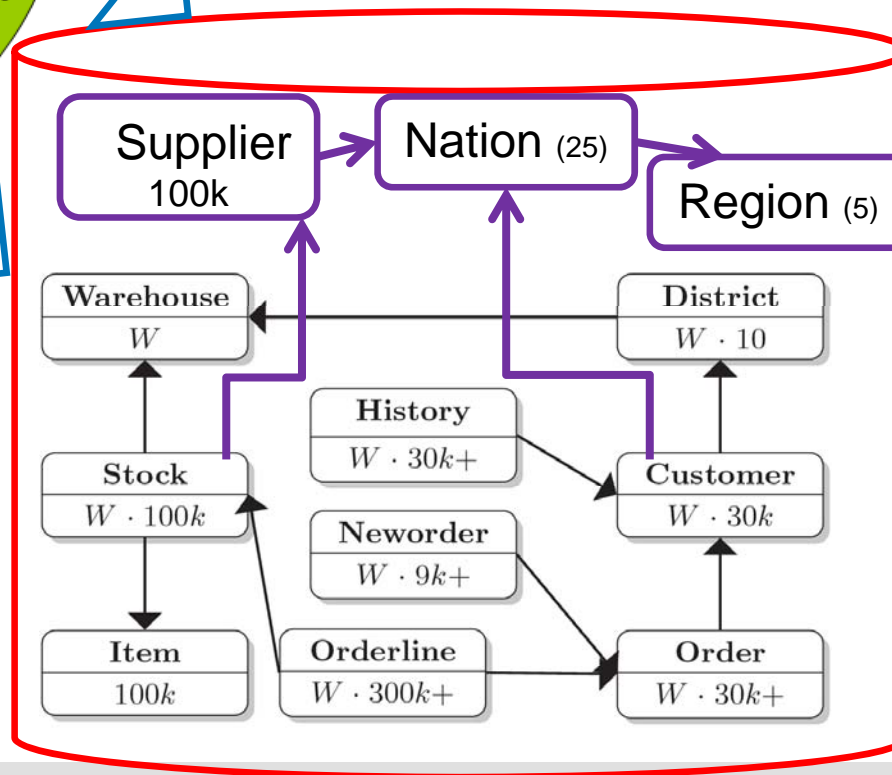 Supplier
100k
Nation (25)
Region (5)
Warehouse
W
District
W · 10
History
W · 30k+
Stock
W · 100k
Customer
W · 30k
Neworder
W · 9k+
Item
100k
Orderline
W · 300k+
Order
W · 30k+